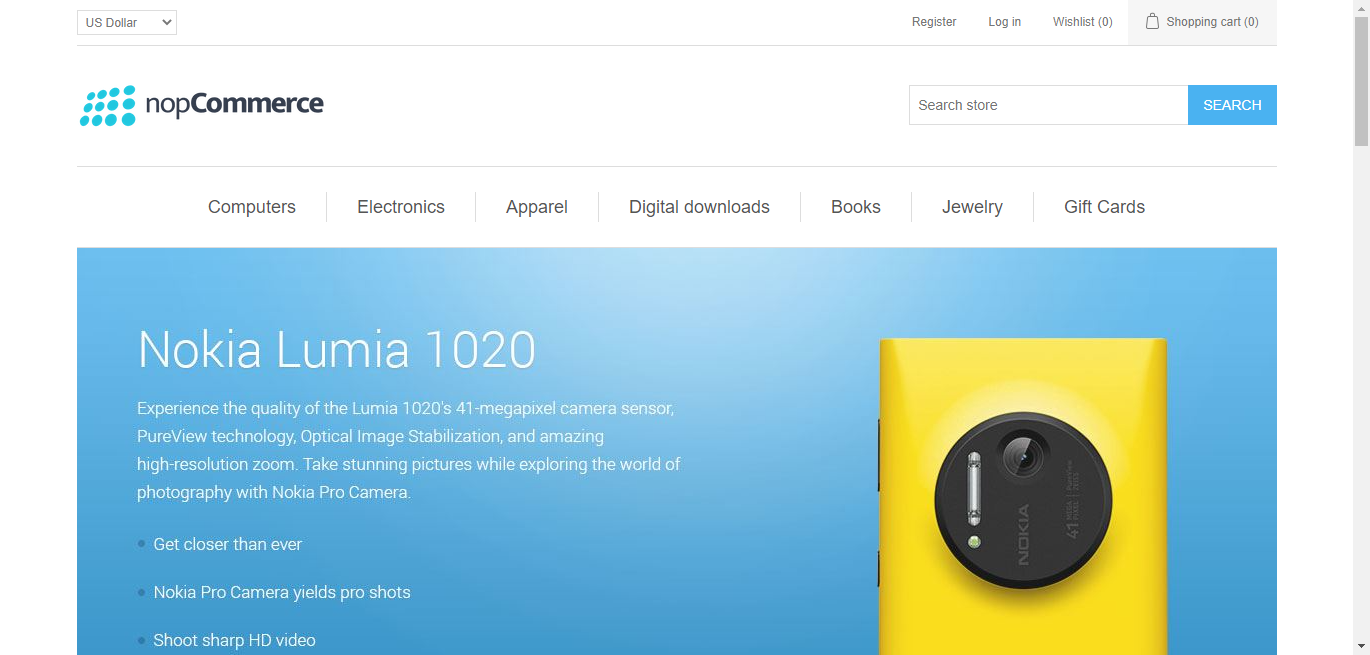 US Dollar
Register
Log in
Wishlist (0)
Shopping cart (0)
nopCommerce
Search store
SEARCH
Computers
Electronics
Apparel
Digital downloads
Books
Jewelry
Gift Cards
Nokia Lumia 1020
Experience the quality of the Lumia 1020's 41-megapixel camera sensor,
PureView technology, Optical Image Stabilization, and amazing
high-resolution zoom. Take stunning pictures while exploring the world of
photography with Nokia Pro Camera.
Get closer than ever
Nokia Pro Camera yields pro shots
Shoot sharp HD video
NOKIA
41 MEGA PIXEL
PureView